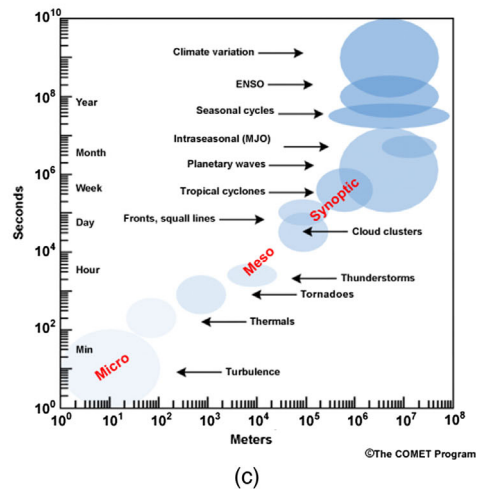 10^10
Climate variation
ENSO
10^8
Year
Seasonal cycles
Intraseasonal (MJO)
Month
Planetary waves
10^6
Week
Tropical cyclones
Synoptic
Seconds
Day
Fronts, squall lines
Cloud clusters
10^4
Meso
Hour
Thunderstorms
Tornadoes
10^2
Thermals
Min
Micro
Turbulence
10^0
10^0 10^1 10^2 10^3 10^4 10^5 10^6 10^7 10^8
Meters
©The COMET Program
(c)